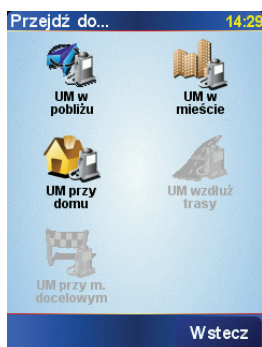 Przejdź do... 14:29
UM w
pobliżu
UM w
mieście
UM przy
domu
UM wzdłuż
trasy
UM przy m.
docelowym
Wstecz